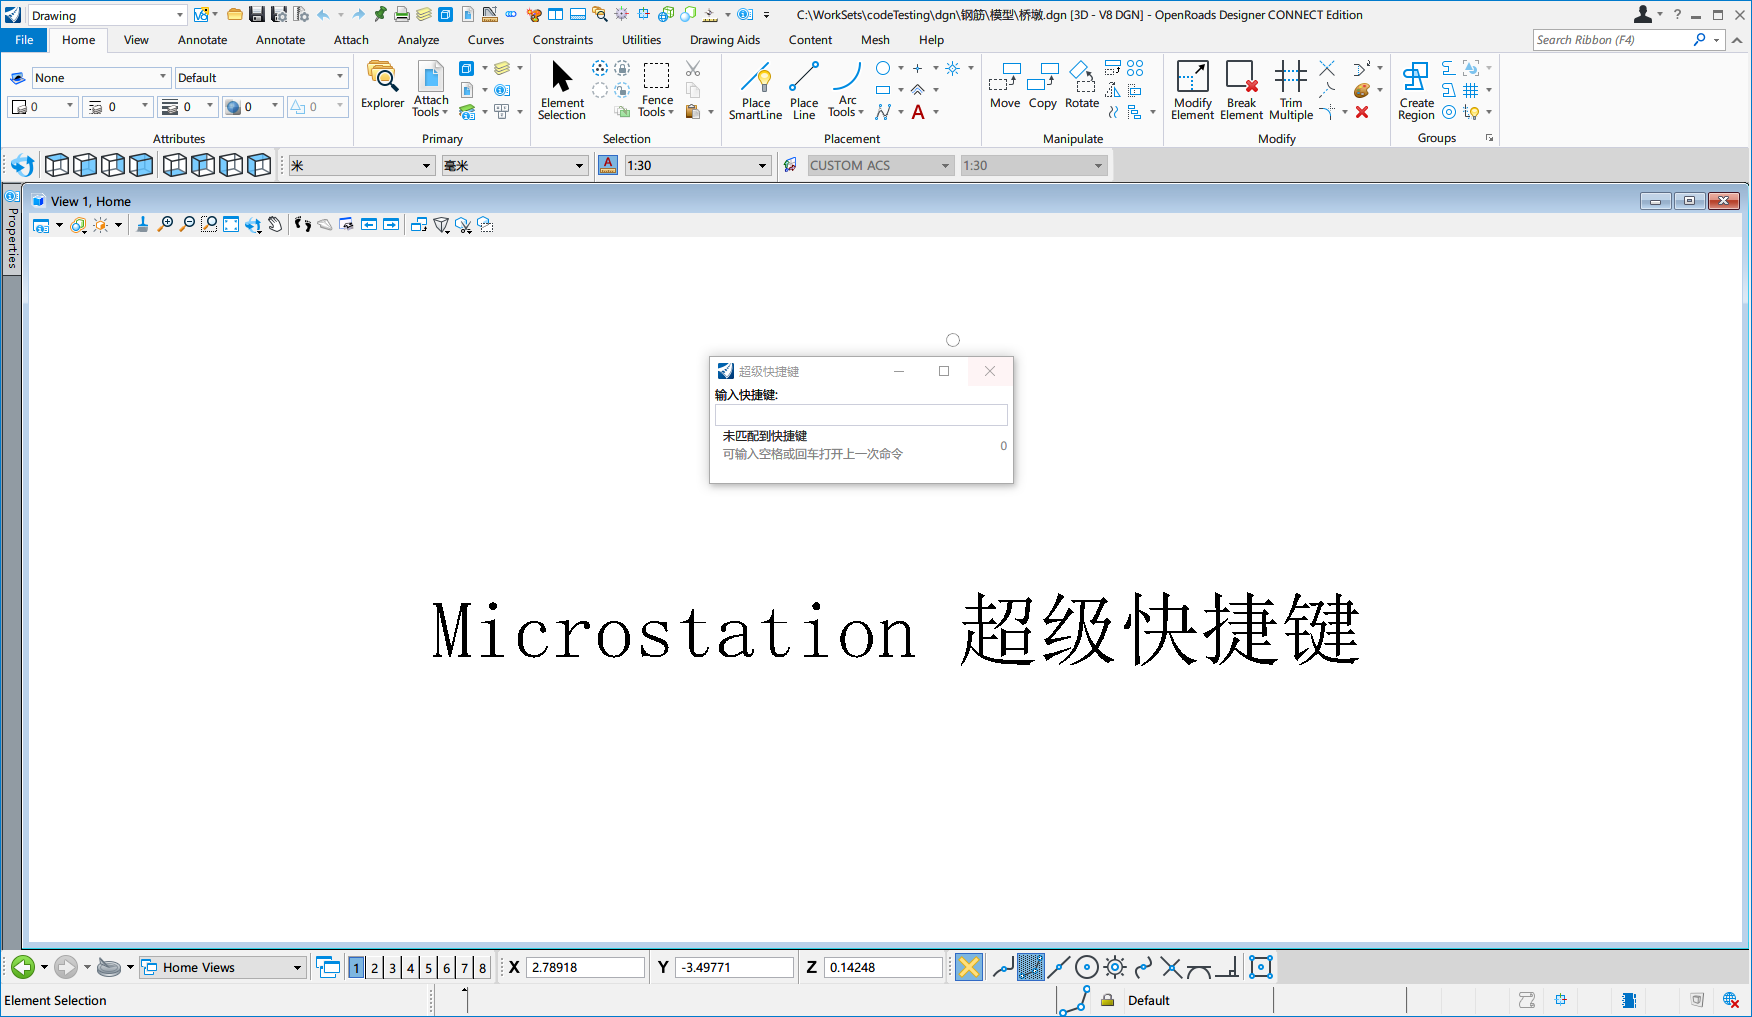 Drawing
C:\WorkSets\codeTesting\dgn\钢筋\模型\桥墩.dgn [3D - V8 DGN] - OpenRoads Designer CONNECT Edition
File Home View Annotate Annotate Attach Analyze Curves Constraints Utilities Drawing Aids Content Mesh Help
Search Ribbon (F4)
None Default
0 0 0 0 0
Attributes
Explorer Attach Tools
Primary
Element Selection Fence Tools
Selection
Place SmartLine Place Line Arc Tools
Placement
Move Copy Rotate
Manipulate
Modify Element Break Element Trim Multiple
Modify
Create Region
Groups
米 毫米 1:30 CUSTOM ACS 1:30
Properties
View 1, Home
超级快捷键
输入快捷键:
未匹配到快捷键
可输入空格或回车打开上一次命令
0
Microstation 超级快捷键
Home Views 1 2 3 4 5 6 7 8 X 2.78918 Y -3.49771 Z 0.14248
Element Selection Default